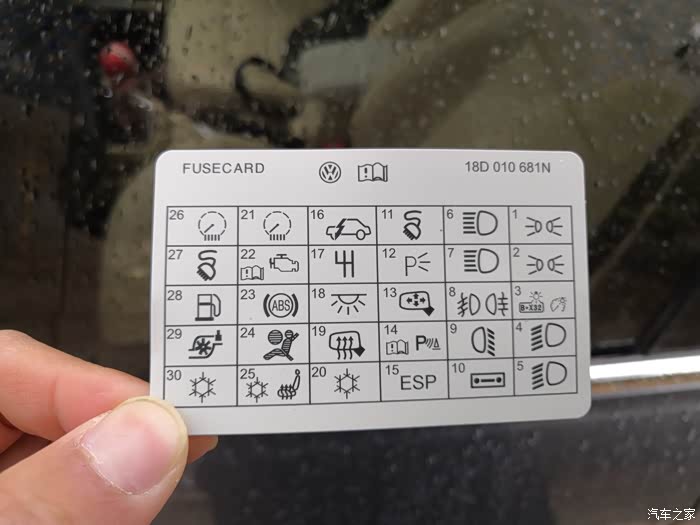 FUSECARD 18D 010 681N
26 21 16 11 6 1
27 22 17 12 P 7 2
28 23 ABS 18 13 8 3 B-X32
29 24 19 14 P 9 4
30 25 20 15 ESP 10 5
汽车之家